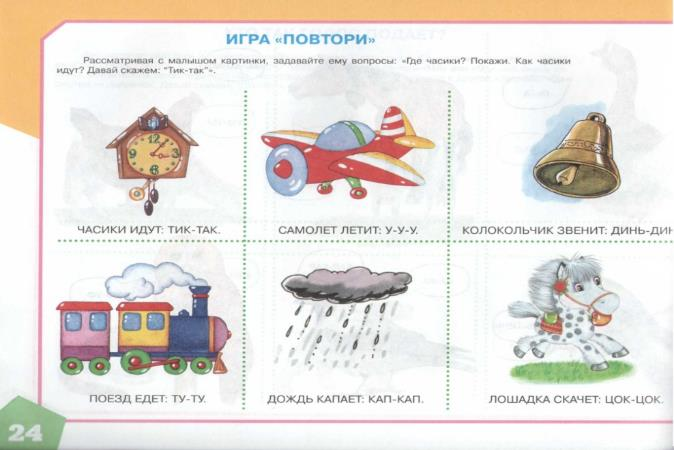 ИГРА «ПОВТОРИ»
Рассматривая с малышом картинки, задавайте ему вопросы: «Где часики? Покажи. Как часики
идут? Давай скажем: "Тик-так"».
ЧАСИКИ ИДУТ: ТИК-ТАК.
САМОЛЕТ ЛЕТИТ: У-У-У.
КОЛОКОЛЬЧИК ЗВЕНИТ: ДИНЬ-ДИН
ПОЕЗД ЕДЕТ: ТУ-ТУ.
ДОЖДЬ КАПАЕТ: КАП-КАП.
ЛОШАДКА СКАЧЕТ: ЦОК-ЦОК.
24